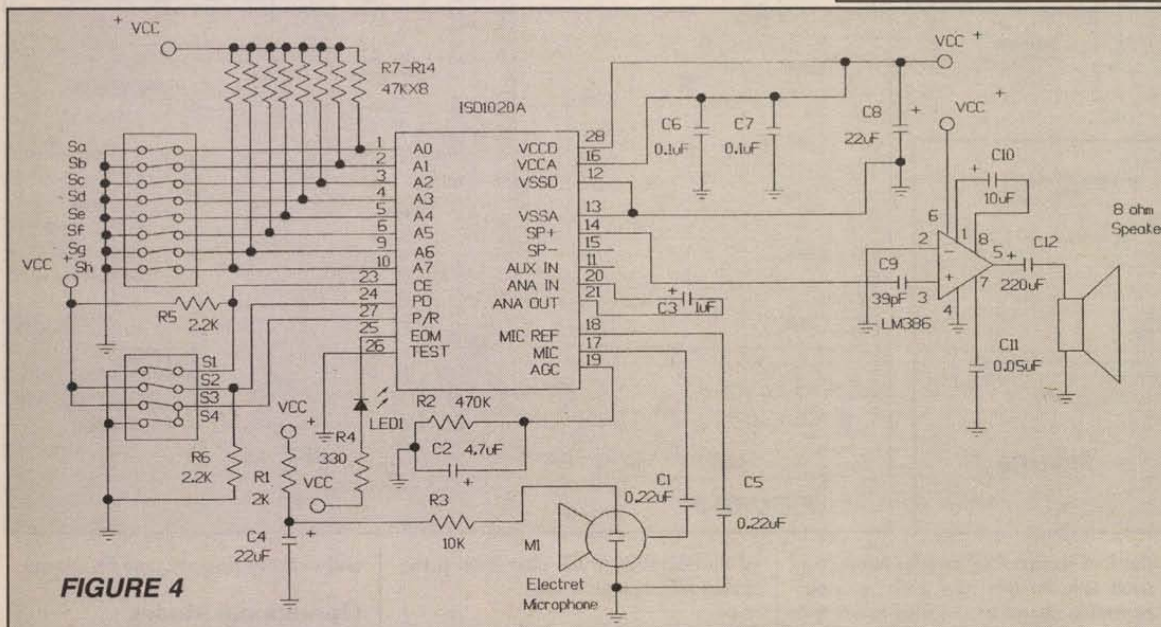 + VCC
R7-R14
47KX8
ISD1020A
VCC +
VCC +
Sa 1 A0
Sb 2 A1
Sc 3 A2
Sd 4 A3
Se 5 A4
Sf 6 A5
Sg 9 A6
Sh 10 A7
23 CE
24 PD
27 P/R
25 EOM
26 TEST
VCCD 28
VCCA 16
VSSD 12
VSSA 13
SP+ 14
SP- 15
AUX IN 11
ANA IN 20
ANA OUT 21
MIC REF 18
MIC 17
AGC 19
C6
0.1uF
C7
0.1uF
C8
22uF
+
C10
+
10uF
6
1
8
2
-
+
3
5
7
4
C9
39pF
LM386
C12
+
220uF
8 ohm
Speake
C11
0.05uF
C3 + 1uF
VCC +
R5
2.2K
S1
S2
S3
S4
R6
2.2K
VCC +
R1
2K
C4
22uF
+
LED1
R4
330
VCC
R2 470K
C2 4.7uF
+
R3
10K
M1
Electret
Microphone
C1
0.22uF
C5
0.22uF
FIGURE 4